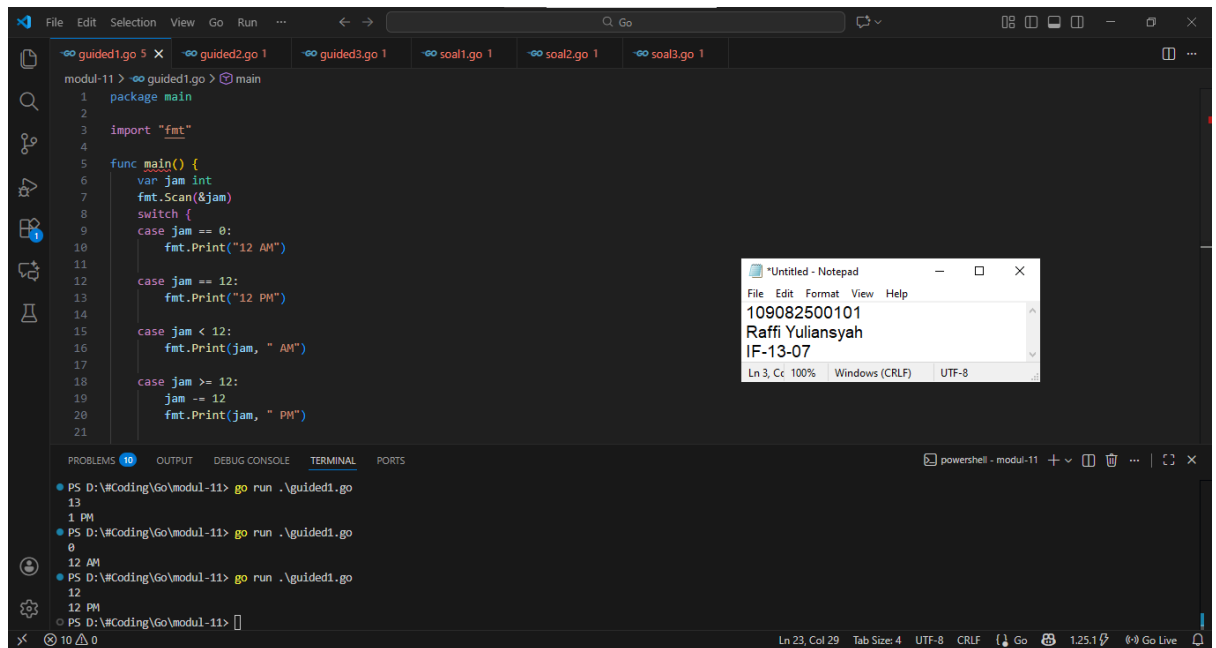 File Edit Selection View Go Run ··· ← → Go
guided1.go 5 × guided2.go 1 guided3.go 1 soal1.go 1 soal2.go 1 soal3.go 1
modul-11 > guided1.go > main
1 package main
2
3 import "fmt"
4
5 func main() {
6 var jam int
7 fmt.Scan(&jam)
8 switch {
9 case jam == 0:
10 fmt.Print("12 AM")
11
12 case jam == 12:
13 fmt.Print("12 PM")
14
15 case jam < 12:
16 fmt.Print(jam, " AM")
17
18 case jam >= 12:
19 jam -= 12
20 fmt.Print(jam, " PM")
21
*Untitled - Notepad
File Edit Format View Help
109082500101
Raffi Yuliansyah
IF-13-07
Ln 3, Cc 100% Windows (CRLF) UTF-8
1
PROBLEMS 10 OUTPUT DEBUG CONSOLE TERMINAL PORTS powershell - modul-11
PS D:\#Coding\Go\modul-11> go run .\guided1.go
13
1 PM
PS D:\#Coding\Go\modul-11> go run .\guided1.go
0
12 AM
PS D:\#Coding\Go\modul-11> go run .\guided1.go
12
12 PM
PS D:\#Coding\Go\modul-11>
10 0 Ln 23, Col 29 Tab Size: 4 UTF-8 CRLF Go 1.25.1 Go Live